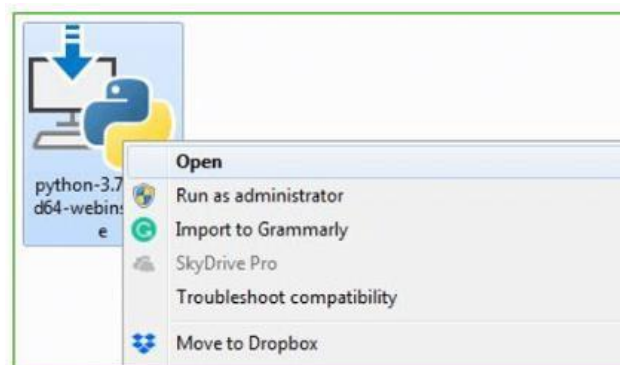 python-3.7
d64-webins
e
Open
Run as administrator
Import to Grammarly
SkyDrive Pro
Troubleshoot compatibility
Move to Dropbox